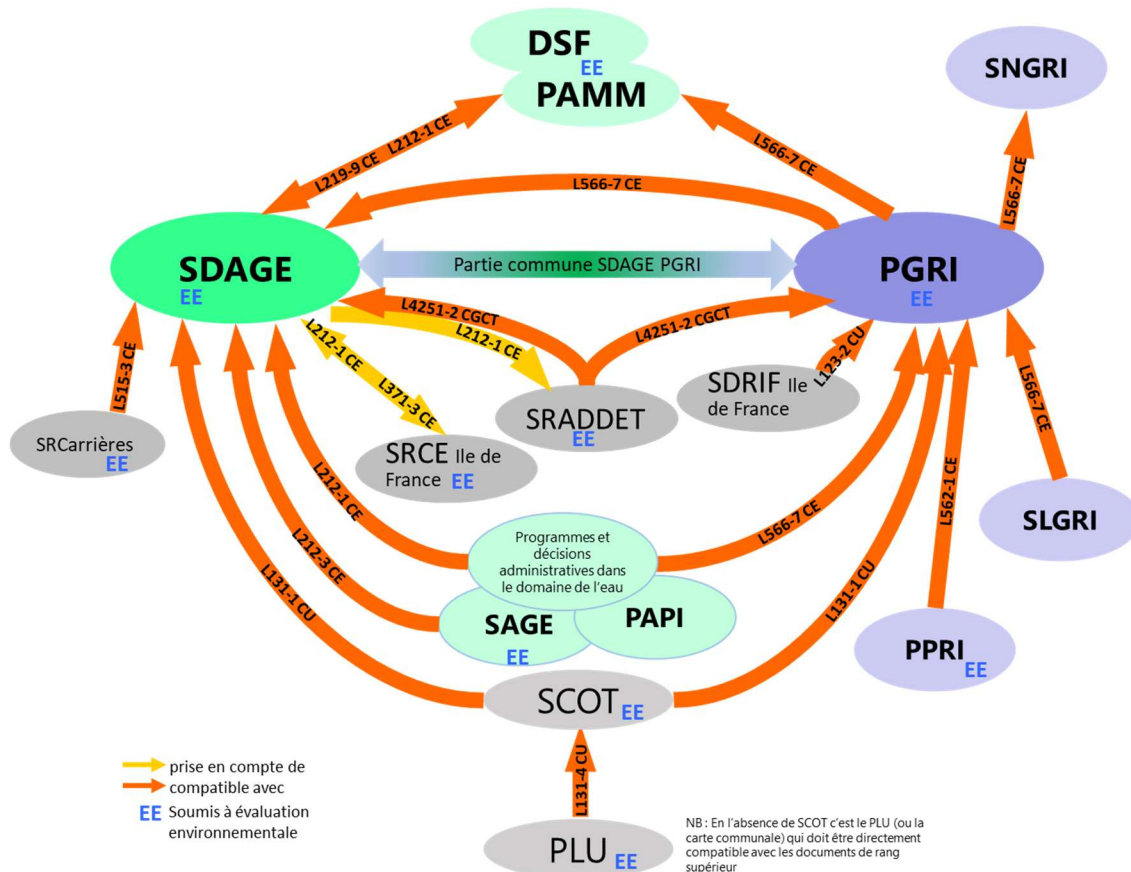 DSF
EE
PAMM
SNGRI
L219-9 CE L212-1 CE
L566-7 CE
L566-7 CE
L566-7 CE
SDAGE
EE
Partie commune SDAGE PGRI
PGRI
EE
L4251-2 CGCT
L212-1 CE
L4251-2 CGCT
L123-2 CU
L212-1 CE
L371-3 CE
L515-3 CE
SDRIF Ile
de France
L566-7 CE
SRADDET
EE
SRCarrières
EE
SRCE Ile de
France EE
L212-1 CE
L566-7 CE
L562-1 CE
SLGRI
Programmes et
décisions
administratives dans
le domaine de l'eau
L212-3 CE
L131-1 CU
L131-1 CU
SAGE
EE
PAPI
PPRI
EE
SCOT
EE
prise en compte de
compatible avec
EE Soumis à évaluation
environnementale
L131-4 CU
PLU
EE
NB : En l'absence de SCOT c'est le PLU (ou la
carte communale) qui doit être directement
compatible avec les documents de rang
supérieur